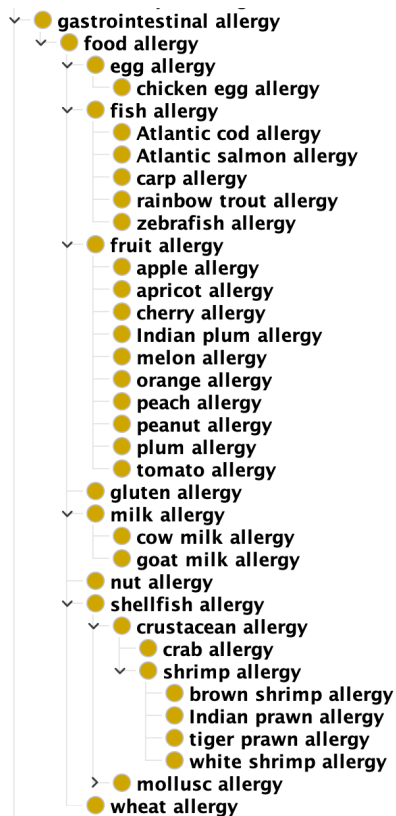 gastrointestinal allergy
food allergy
egg allergy
chicken egg allergy
fish allergy
Atlantic cod allergy
Atlantic salmon allergy
carp allergy
rainbow trout allergy
zebrafish allergy
fruit allergy
apple allergy
apricot allergy
cherry allergy
Indian plum allergy
melon allergy
orange allergy
peach allergy
peanut allergy
plum allergy
tomato allergy
gluten allergy
milk allergy
cow milk allergy
goat milk allergy
nut allergy
shellfish allergy
crustacean allergy
crab allergy
shrimp allergy
brown shrimp allergy
Indian prawn allergy
tiger prawn allergy
white shrimp allergy
mollusc allergy
wheat allergy